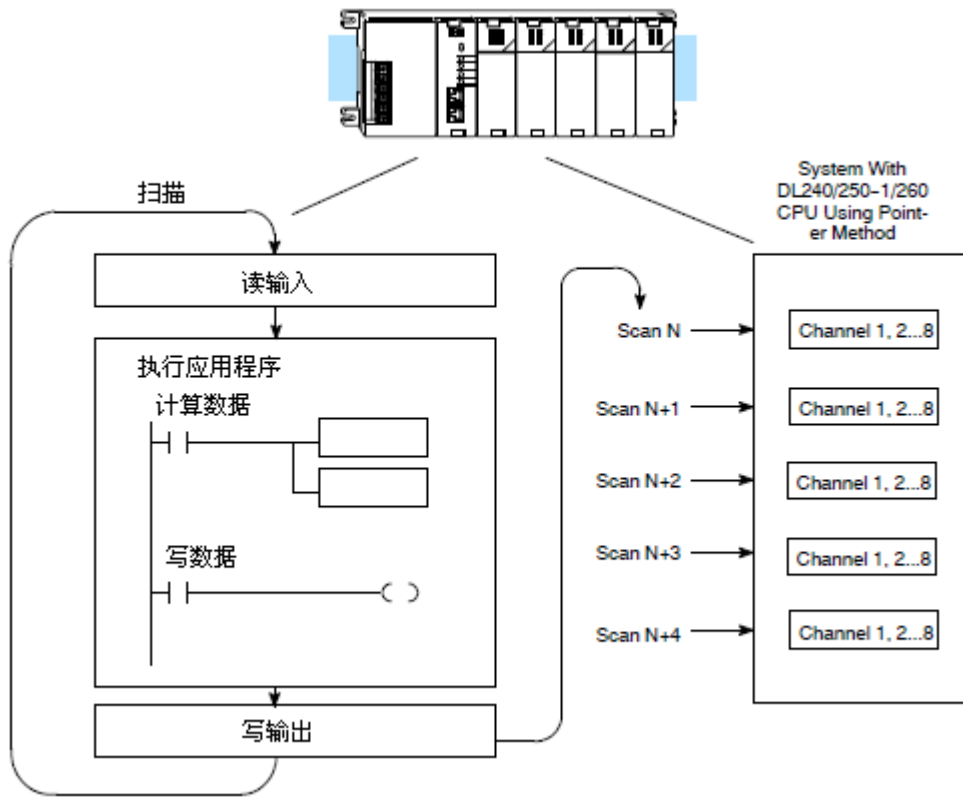 扫描
读输入
执行应用程序
计算数据
写数据
写输出
System With
DL240/250-1/260
CPU Using Point-
er Method
Scan N
Channel 1, 2...8
Scan N+1
Channel 1, 2...8
Scan N+2
Channel 1, 2...8
Scan N+3
Channel 1, 2...8
Scan N+4
Channel 1, 2...8